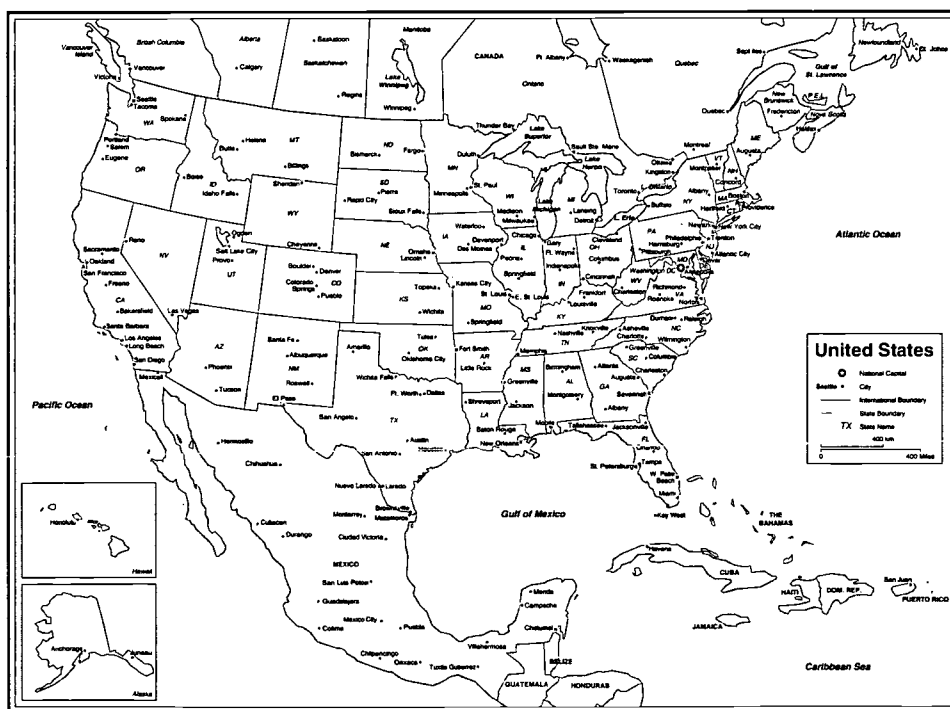 Vancouver Island
British Columbia
Alberta
Saskatoon
Manitoba
Newfoundland
St. Johns
Vancouver
Calgary
Saskatchewan
Lake Winnipeg
CANADA
Pt. Albany
Waskaganish
Quebec
Sept Iles
Gulf of St. Lawrence
Victoria
Regina
Winnipeg
Ontario
Quebec
New Brunswick
P.E.I.
Fredericton
Nova Scotia
Halifax
Seattle
Tacoma
Spokane
WA
Thunder Bay
Lake Superior
Sault Ste. Marie
Lake Huron
Montreal
Ottawa
Kingston
L. Ontario
Toronto
ME
Augusta
VT
Montpelier
NH
Concord
Portland
Salem
Eugene
OR
Helena
MT
Butte
Billings
ND
Bismarck
Fargo
Duluth
MN
Minneapolis
St. Paul
WI
Lake Michigan
MI
Lansing
Detroit
Buffalo
Albany
NY
MA
Boston
Hartford
Providence
Boise
ID
Idaho Falls
Sheridan
WY
SD
Pierre
Rapid City
Sioux Falls
Madison
Milwaukee
L. Erie
PA
Harrisburg
Pittsburgh
Newark
New York City
Philadelphia
Trenton
NJ
Atlantic City
Atlantic Ocean
Reno
NV
Ogden
Salt Lake City
Provo
UT
Cheyenne
NE
Omaha
Lincoln
Waterloo
IA
Davenport
Des Moines
Chicago
IL
Peoria
Springfield
Gary
Ft. Wayne
Indianapolis
IN
Cleveland
Columbus
Cincinnati
MD
Washington DC
Annapolis
Dover
WV
Charleston
Richmond
VA
Roanoke
Norfolk
Sacramento
Oakland
San Francisco
Fresno
CA
Bakersfield
Las Vegas
Boulder
Denver
Colorado Springs
CO
Pueblo
Topeka
KS
Wichita
Kansas City
St. Louis
E. St. Louis
MO
Springfield
Frankfort
Louisville
KY
Santa Barbara
Los Angeles
Long Beach
San Diego
Mexicali
AZ
Phoenix
Tucson
Santa Fe
Albuquerque
NM
Roswell
El Paso
Amarillo
Tulsa
OK
Oklahoma City
Fort Smith
AR
Little Rock
Memphis
Nashville
TN
Knoxville
Asheville
Charlotte
Durham
Raleigh
NC
Wilmington
Greenville
SC
Columbia
Charleston
Pacific Ocean
Wichita Falls
Ft. Worth
Dallas
San Angelo
TX
Austin
San Antonio
Houston
Shreveport
LA
Baton Rouge
New Orleans
MS
Greenville
Jackson
Birmingham
AL
Montgomery
Mobile
Atlanta
GA
Augusta
Savannah
Albany
Tallahassee
Jacksonville
FL
Orlando
Tampa
St. Petersburg
W. Palm Beach
Miami
Key West
United States
National Capital
Seattle
City
International Boundary
State Boundary
TX
State Name
400 km
0
400 Miles
Hermosillo
Chihuahua
Nuevo Laredo
Laredo
Brownsville
Matamoros
Monterrey
Culiacan
Durango
Ciudad Victoria
MEXICO
San Luis Potosi
Guadalajara
Mexico City
Colima
Puebla
Chilpancingo
Oaxaca
Tuxtla Gutierrez
Villahermosa
Merida
Campeche
Chetumal
BELIZE
GUATEMALA
HONDURAS
Gulf of Mexico
THE BAHAMAS
Havana
CUBA
HAITI
DOM. REP.
San Juan
PUERTO RICO
JAMAICA
Caribbean Sea
Honolulu
Hawaii
Anchorage
Juneau
Alaska